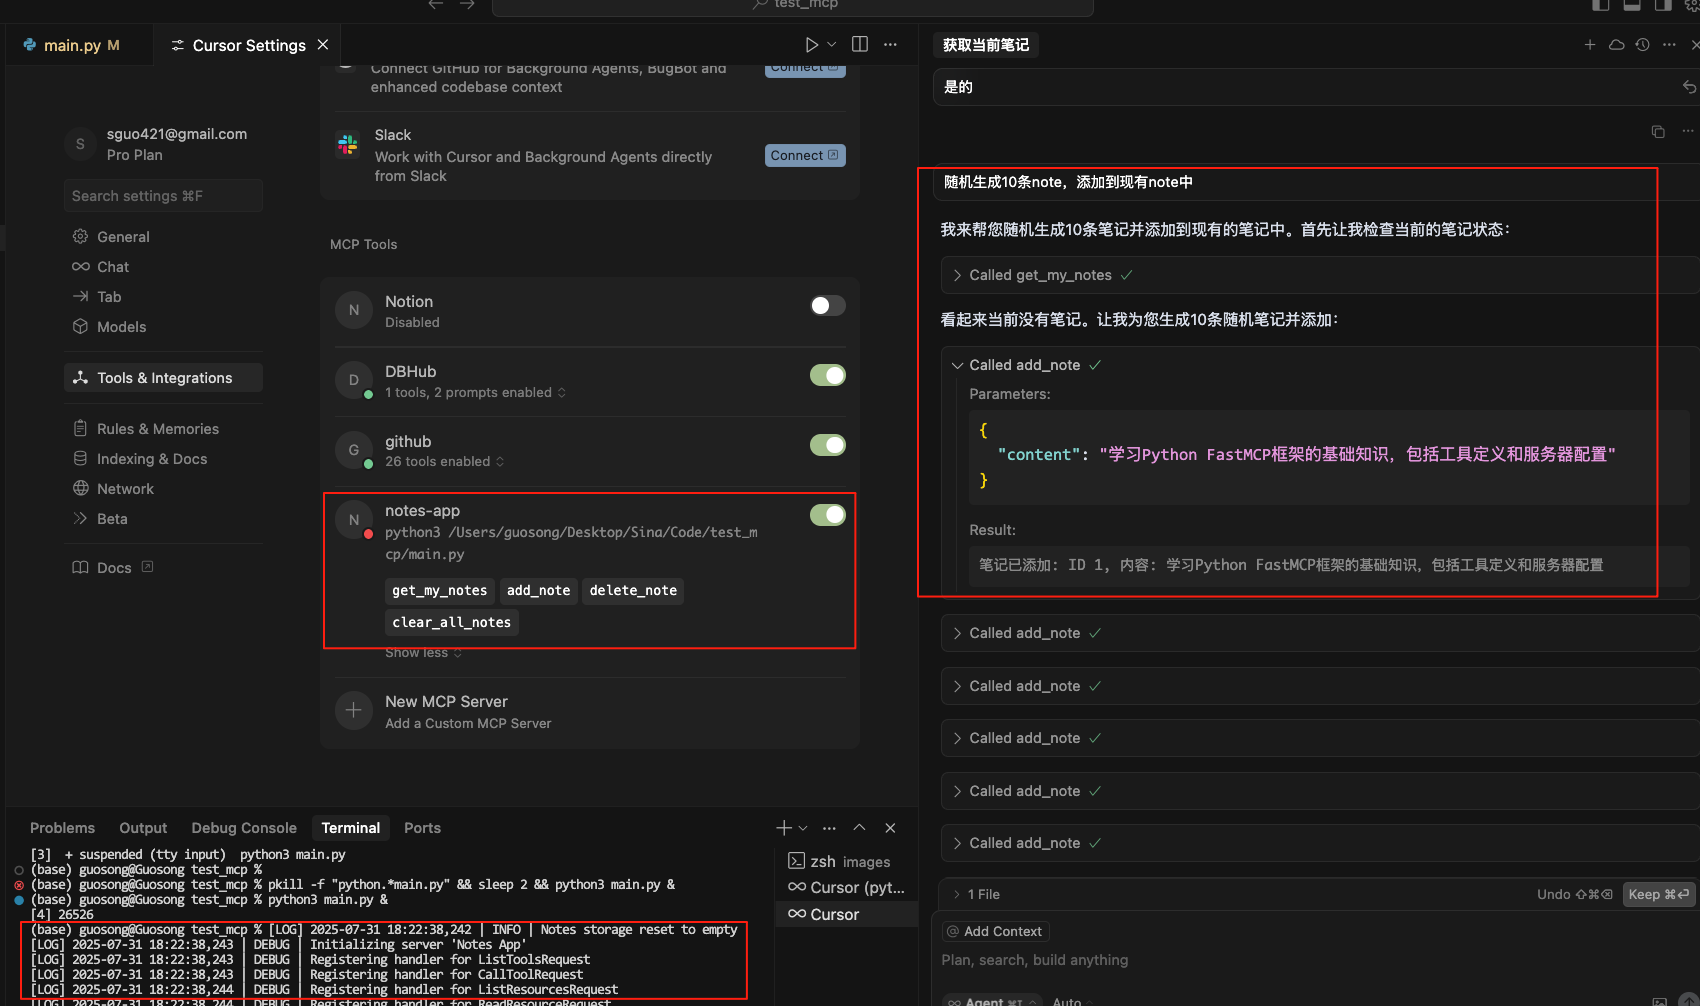 test_mcp
main.py M
Cursor Settings
Connect GitHub for Background Agents, BugBot and
enhanced codebase context
Connect
Slack
Work with Cursor and Background Agents directly
from Slack
Connect
S
sguo421@gmail.com
Pro Plan
Search settings ⌘F
General
Chat
Tab
Models
Tools & Integrations
Rules & Memories
Indexing & Docs
Network
Beta
Docs
MCP Tools
N
Notion
Disabled
D
DBHub
1 tools, 2 prompts enabled
G
github
26 tools enabled
N
notes-app
python3 /Users/guosong/Desktop/Sina/Code/test_m
cp/main.py
get_my_notes add_note delete_note
clear_all_notes
Show less
New MCP Server
Add a Custom MCP Server
Problems Output Debug Console Terminal Ports
[3] + suspended (tty input) python3 main.py
(base) guosong@Guosong test_mcp %
(base) guosong@Guosong test_mcp % pkill -f "python.*main.py" && sleep 2 && python3 main.py &
(base) guosong@Guosong test_mcp % python3 main.py &
[4] 26526
(base) guosong@Guosong test_mcp % [LOG] 2025-07-31 18:22:38,242 | INFO | Notes storage reset to empty
[LOG] 2025-07-31 18:22:38,243 | DEBUG | Initializing server 'Notes App'
[LOG] 2025-07-31 18:22:38,243 | DEBUG | Registering handler for ListToolsRequest
[LOG] 2025-07-31 18:22:38,243 | DEBUG | Registering handler for CallToolRequest
[LOG] 2025-07-31 18:22:38,244 | DEBUG | Registering handler for ListResourcesRequest
[LOG] 2025-07-31 18:22:38,244 | DEBUG | Registering handler for ReadResourceRequest
zsh images
Cursor (pyt...
Cursor
获取当前笔记
是的
随机生成10条note，添加到现有note中
我来帮您随机生成10条笔记并添加到现有的笔记中。首先让我检查当前的笔记状态：
Called get_my_notes
看起来当前没有笔记。让我为您生成10条随机笔记并添加：
Called add_note
Parameters:
{
"content": "学习Python FastMCP框架的基础知识，包括工具定义和服务器配置"
}
Result:
笔记已添加: ID 1, 内容: 学习Python FastMCP框架的基础知识，包括工具定义和服务器配置
Called add_note
Called add_note
Called add_note
Called add_note
Called add_note
1 File
Undo ⇧⌘⌫
Keep ⌘⏎
@ Add Context
Plan, search, build anything
Agent ⌘I
Auto